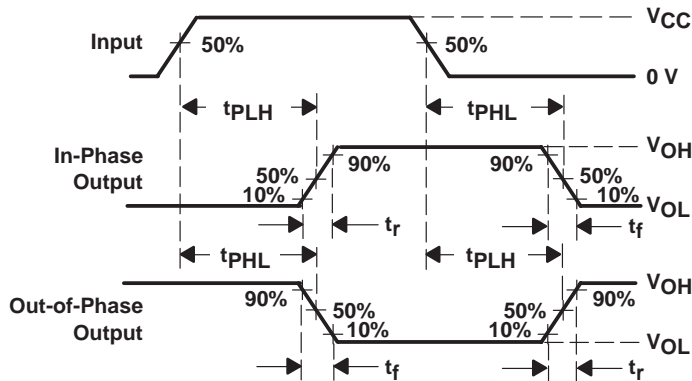 VCC
Input
50%
50%
0 V
tPLH
tPHL
In-Phase
Output
90%
90%
VOH
50%
50%
10%
10%
VOL
tr
tf
tPHL
tPLH
Out-of-Phase
Output
90%
90%
VOH
50%
50%
10%
10%
VOL
tf
tr